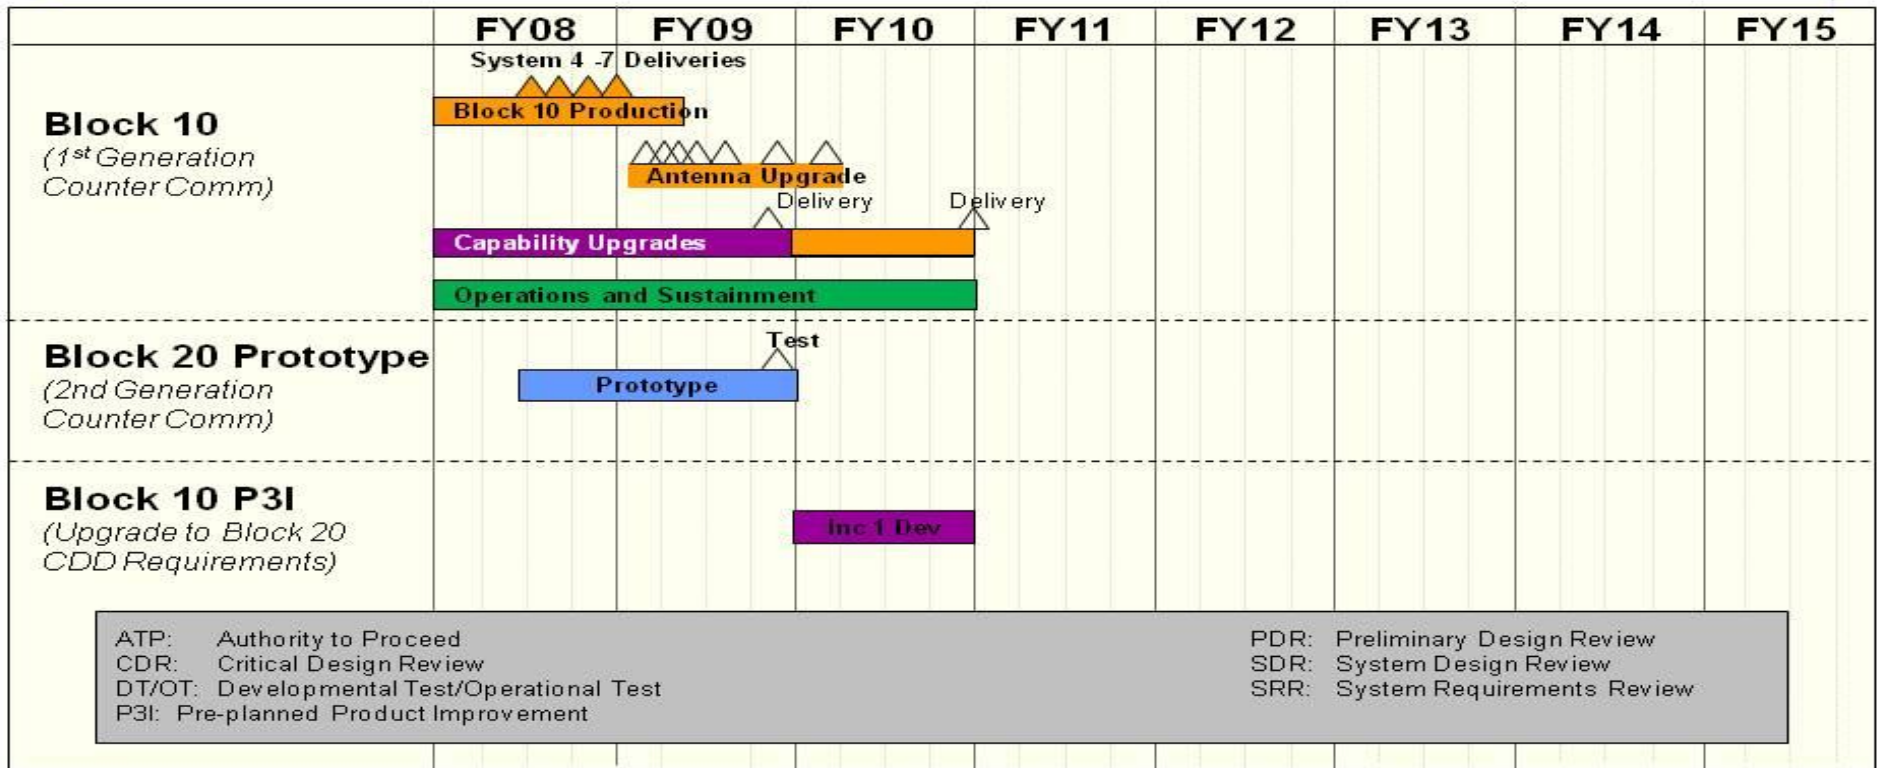 FY08 FY09 FY10 FY11 FY12 FY13 FY14 FY15
System 4 -7 Deliveries
Block 10 Production
Block 10
(1st Generation
Counter Comm)
Antenna Upgrade
Delivery Delivery
Capability Upgrades
Operations and Sustainment
Block 20 Prototype
(2nd Generation
Counter Comm)
Test
Prototype
Block 10 P3I
(Upgrade to Block 20
CDD Requirements)
Inc 1 Dev
ATP: Authority to Proceed
CDR: Critical Design Review
DT/OT: Developmental Test/Operational Test
P3I: Pre-planned Product Improvement
PDR: Preliminary Design Review
SDR: System Design Review
SRR: System Requirements Review